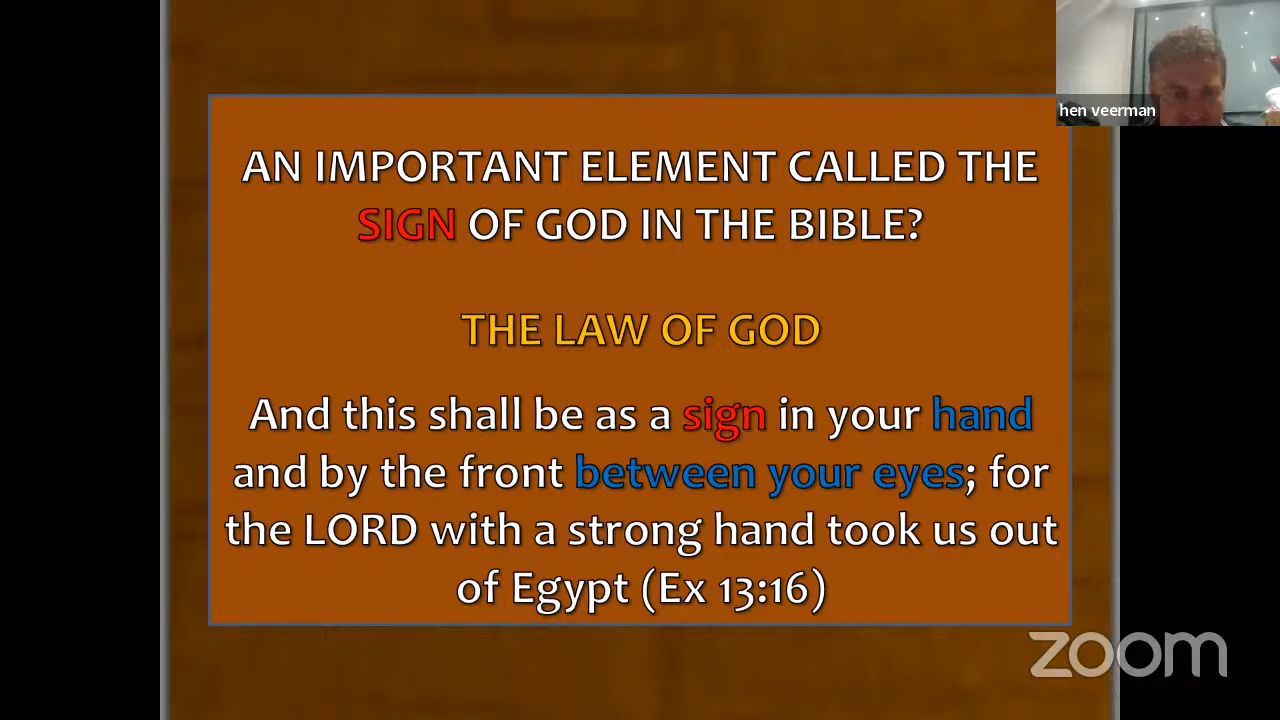 hen veerman
AN IMPORTANT ELEMENT CALLED THE
SIGN OF GOD IN THE BIBLE?
THE LAW OF GOD
And this shall be as a sign in your hand
and by the front between your eyes; for
the LORD with a strong hand took us out
of Egypt (Ex 13:16)
zoom